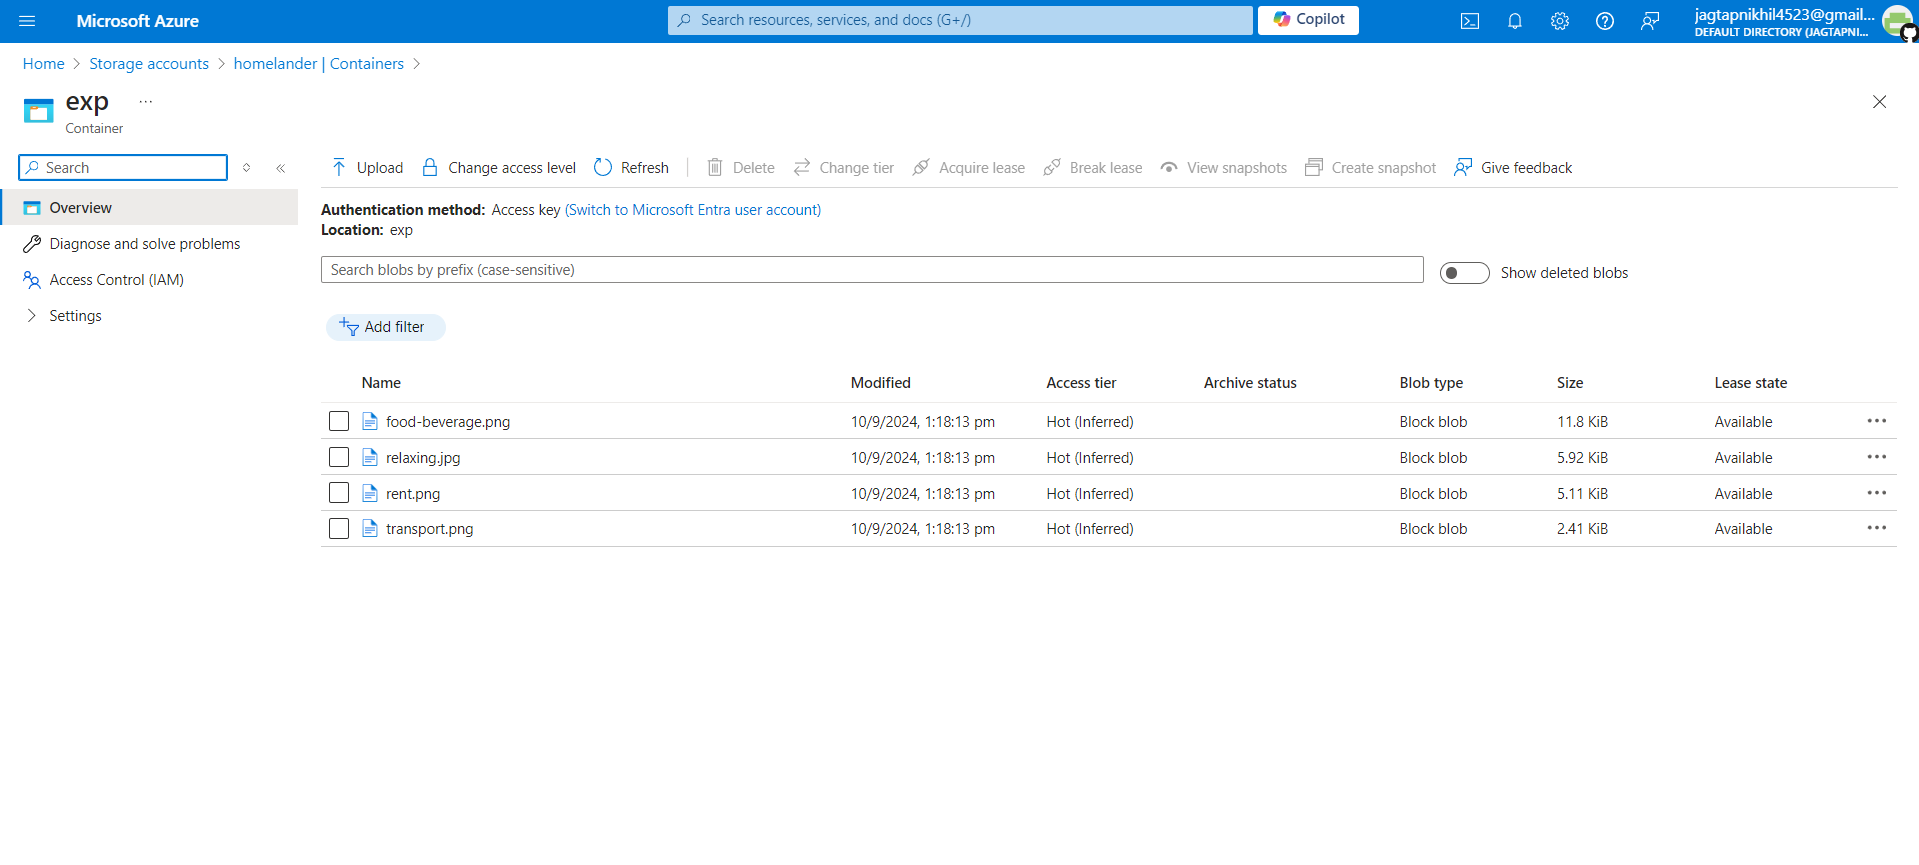 Microsoft Azure
Search resources, services, and docs (G+/)
Copilot
jagtapnikhil4523@gmail...
DEFAULT DIRECTORY (JAGTAPNI...
Home > Storage accounts > homelander | Containers >
exp ...
Container
Search
Overview
Diagnose and solve problems
Access Control (IAM)
Settings
Upload Change access level Refresh Delete Change tier Acquire lease Break lease View snapshots Create snapshot Give feedback
Authentication method: Access key (Switch to Microsoft Entra user account)
Location: exp
Search blobs by prefix (case-sensitive)
Show deleted blobs
Add filter
Name Modified Access tier Archive status Blob type Size Lease state
food-beverage.png 10/9/2024, 1:18:13 pm Hot (Inferred) Block blob 11.8 KiB Available
relaxing.jpg 10/9/2024, 1:18:13 pm Hot (Inferred) Block blob 5.92 KiB Available
rent.png 10/9/2024, 1:18:13 pm Hot (Inferred) Block blob 5.11 KiB Available
transport.png 10/9/2024, 1:18:13 pm Hot (Inferred) Block blob 2.41 KiB Available